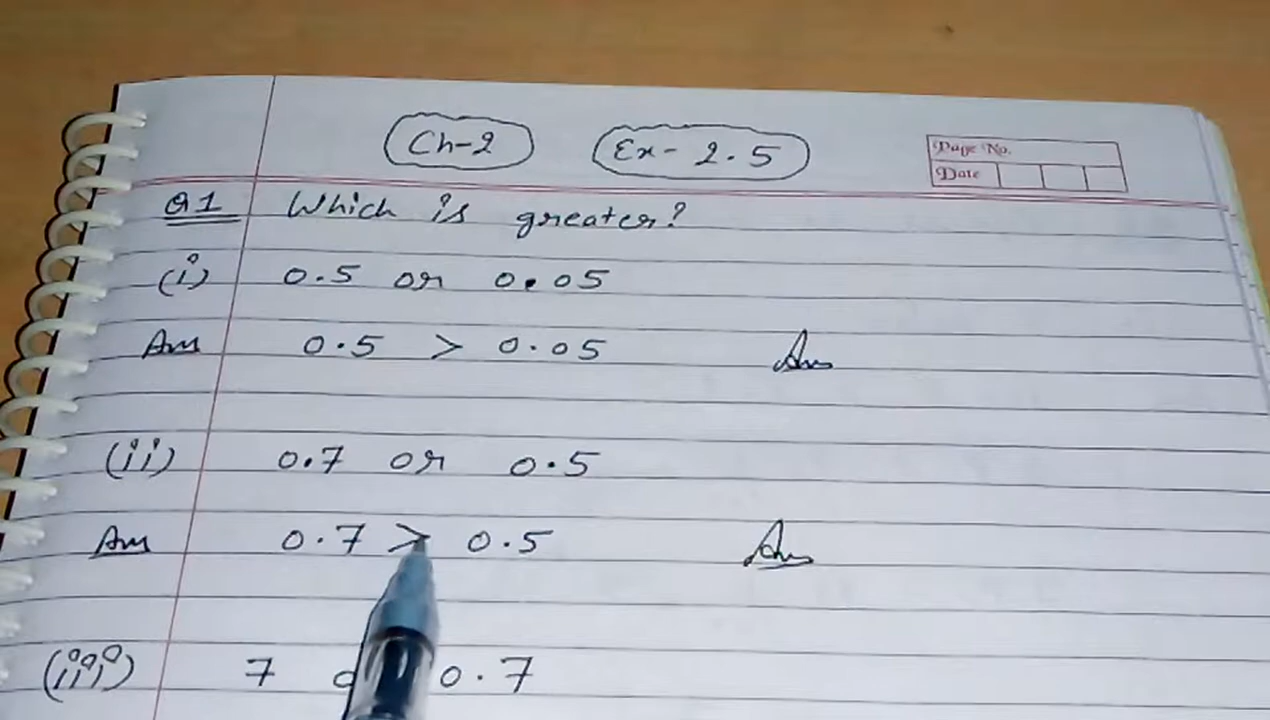 Ch-2 Ex- 2.5
Page No.
Date
Q1 Which is greater?
(i) 0.5 or 0.05
Ans 0.5 > 0.05 Ans
(ii) 0.7 or 0.5
Ans 0.7 > 0.5 Ans
(iii) 7 0.7